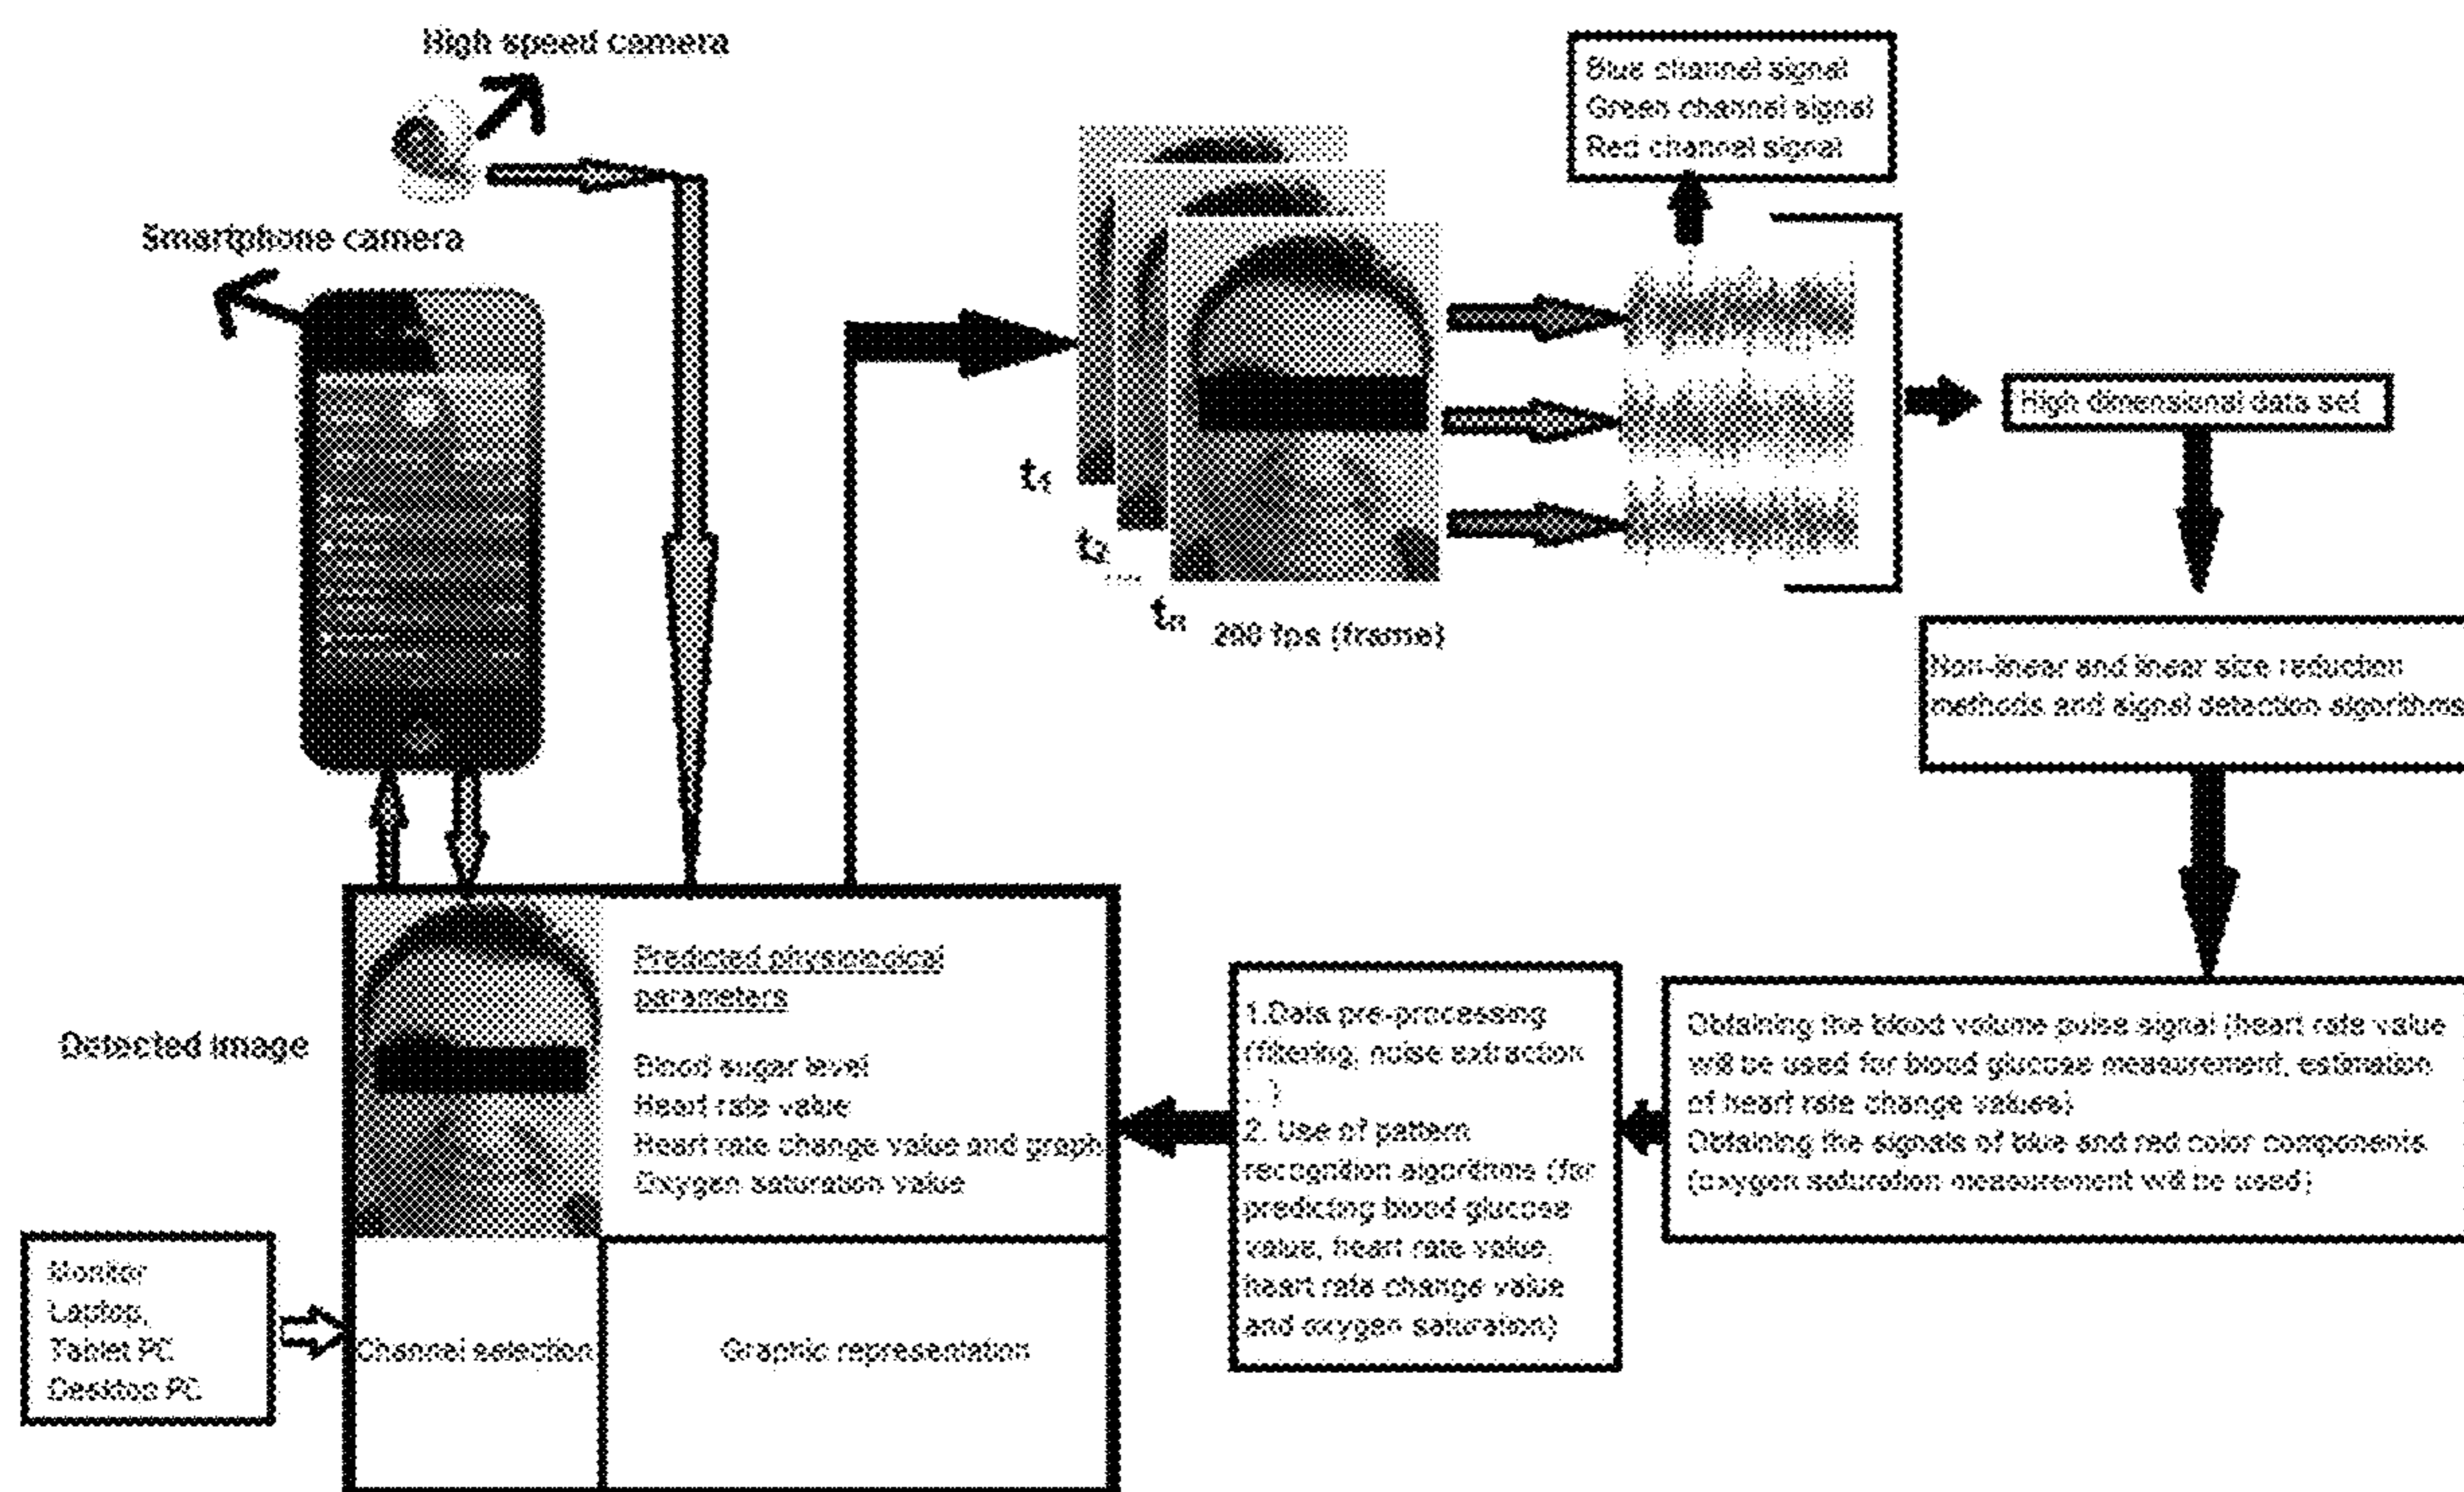 High speed camera
Smartphone camera
Blue channel signal
Green channel signal
Red channel signal
t₁
t₂
....
tₙ
200 fps (frame)
High dimensional data set
Non-linear and linear size reduction
methods and signal detection algorithms
Obtaining the blood volume pulse signal (heart rate value
will be used for blood glucose measurement, estimation
of heart rate change values)
Obtaining the signals of blue and red color components
(oxygen saturation measurement will be used)
1.Data pre-processing
(filtering, noise extraction
...)
2. Use of pattern
recognition algorithms (for
predicting blood glucose
value, heart rate value,
heart rate change value
and oxygen saturation)
Detected image
Predicted physiological
parameters
Blood sugar level
Heart rate value
Heart rate change value and graph
Oxygen saturation value
Monitor
Laptop,
Tablet PC
Desktop PC
Channel selection
Graphic representation